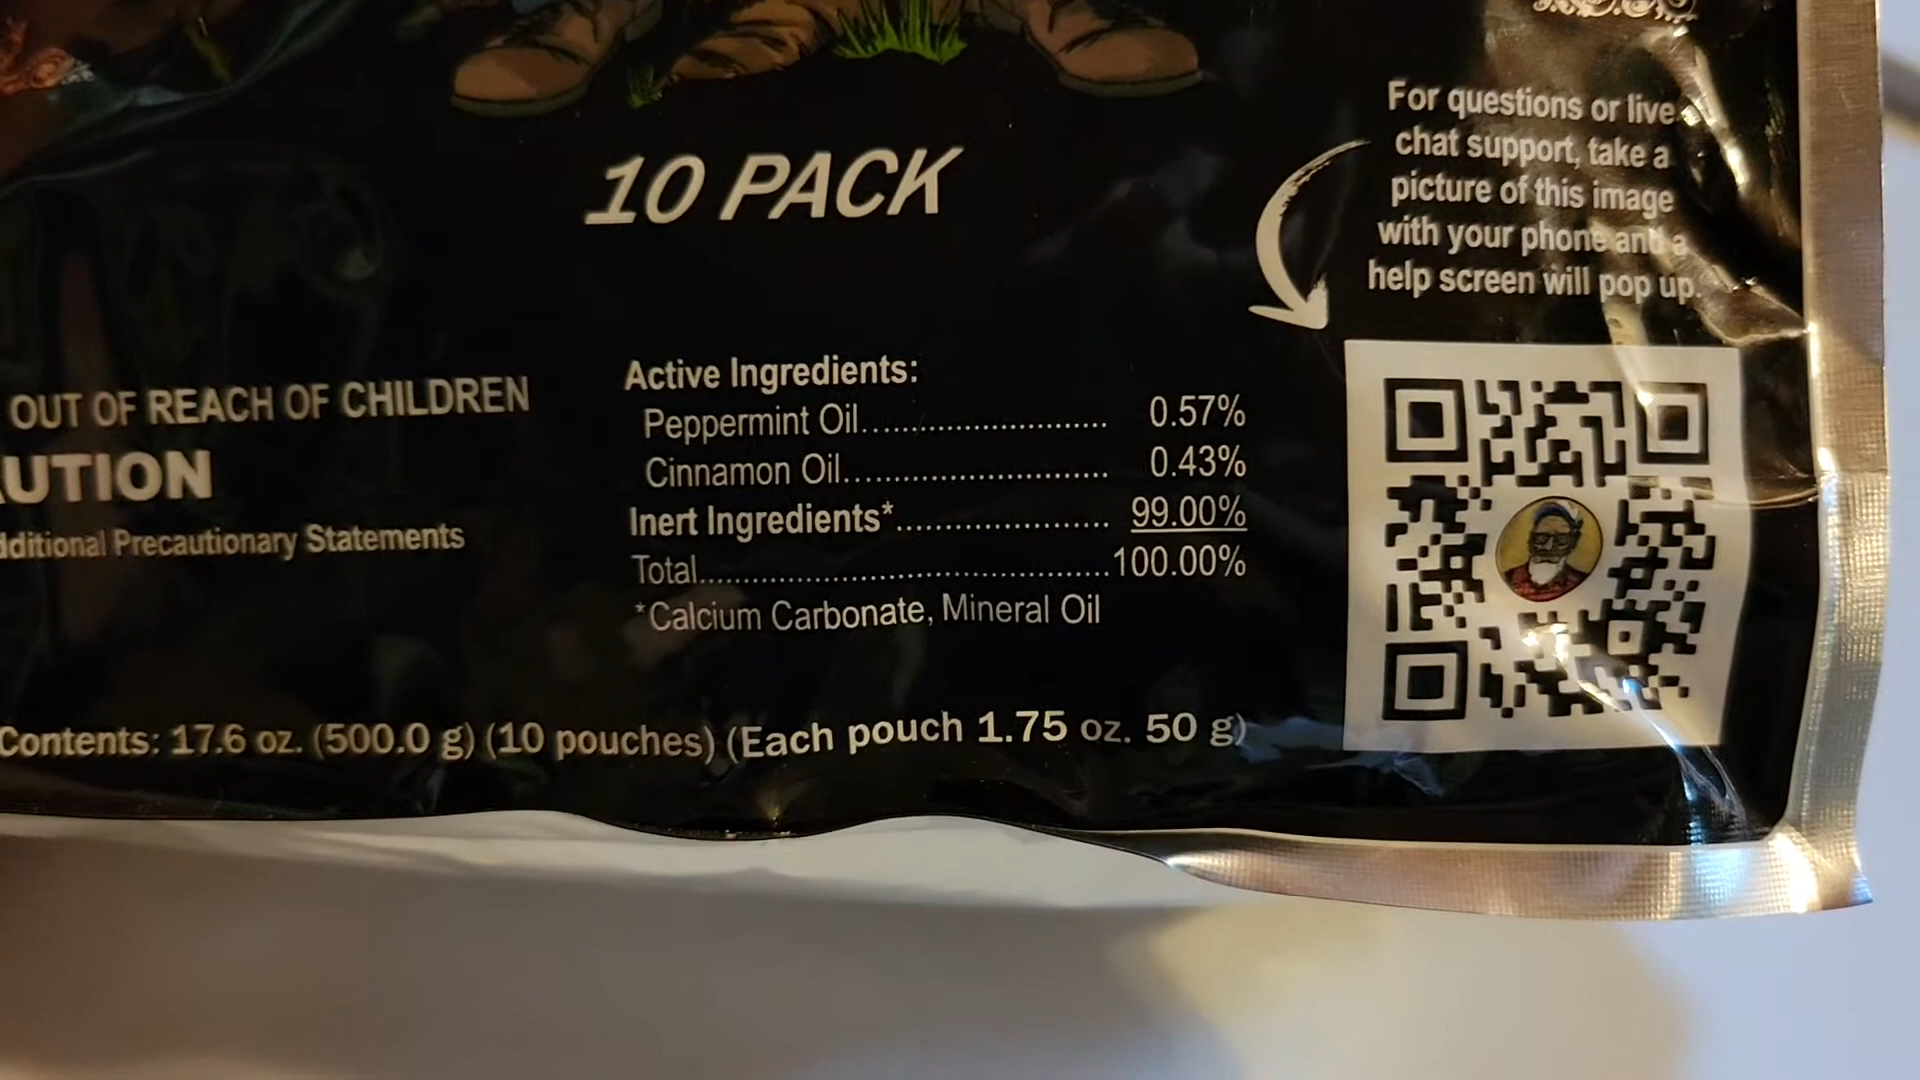 10 PACK
For questions or live
chat support, take a
picture of this image
with your phone and a
help screen will pop up.
OUT OF REACH OF CHILDREN
UTION
Precautionary Statements
Active Ingredients:
Peppermint Oil........................... 0.57%
Cinnamon Oil............................. 0.43%
Inert Ingredients*....................... 99.00%
Total..........................................100.00%
*Calcium Carbonate, Mineral Oil
Contents: 17.6 oz. (500.0 g) (10 pouches) (Each pouch 1.75 oz. 50 g)